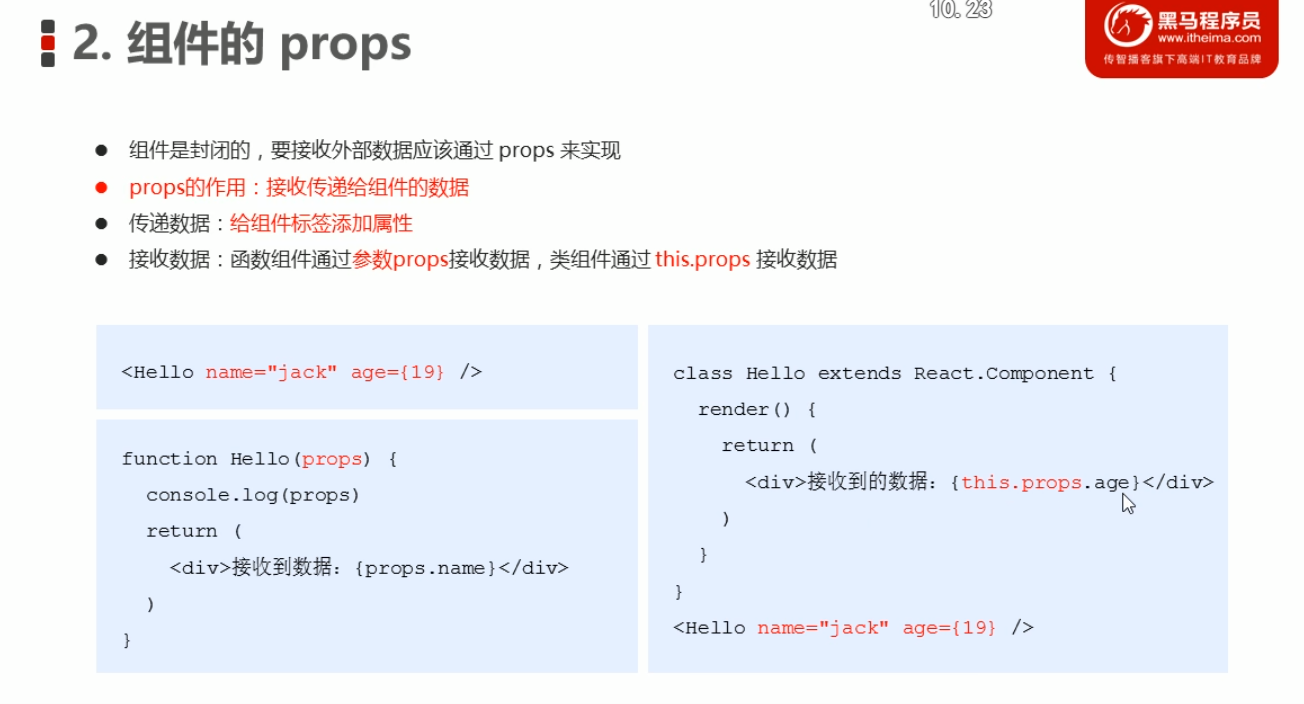 10. 23
2. 组件的 props
黑马程序员
www.itheima.com
传智播客旗下高端IT教育品牌
组件是封闭的，要接收外部数据应该通过 props 来实现
props的作用：接收传递给组件的数据
传递数据：给组件标签添加属性
接收数据：函数组件通过参数props接收数据，类组件通过 this.props 接收数据
<Hello name="jack" age={19} />
function Hello(props) {
console.log(props)
return (
<div>接收到数据：{props.name}</div>
)
}
class Hello extends React.Component {
render() {
return (
<div>接收到的数据：{this.props.age}</div>
)
}
}
<Hello name="jack" age={19} />